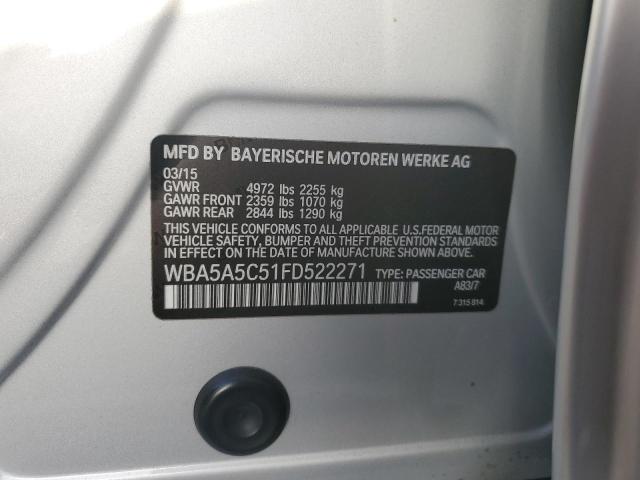 MFD BY BAYERISCHE MOTOREN WERKE AG
03/15
GVWR 4972 lbs 2255 kg
GAWR FRONT 2359 lbs 1070 kg
GAWR REAR 2844 lbs 1290 kg
THIS VEHICLE CONFORMS TO ALL APPLICABLE U.S.FEDERAL MOTOR
VEHICLE SAFETY, BUMPER AND THEFT PREVENTION STANDARDS IN
EFFECT ON THE DATE OF MANUFACTURE SHOWN ABOVE.
WBA5A5C51FD522271 TYPE: PASSENGER CAR
A83/7
7 315 814